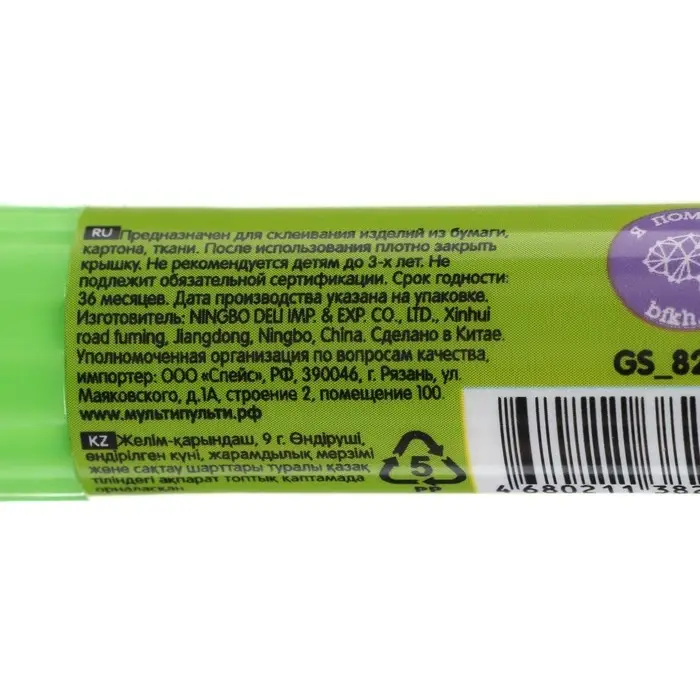 RU Предназначен для склеивания изделий из бумаги,
картона, ткани. После использования плотно закрыть
крышку. Не рекомендуется детям до 3-х лет. Не
подлежит обязательной сертификации. Срок годности:
36 месяцев. Дата производства указана на упаковке.
Изготовитель: NINGBO DELI IMP. & EXP. CO., LTD., Xinhui
road fuming, Jiangdong, Ningbo, China. Сделано в Китае.
Уполномоченная организация по вопросам качества,
импортер: ООО «Спейс», РФ, 390046, г. Рязань, ул.
Маяковского, д.1А, строение 2, помещение 100.
www.мультипульти.рф
KZ Желім-қарындаш, 9 г. Өндіруші,
өндірілген күні, жарамдылық мерзімі
және сақтау шарттары туралы қазақ
тіліндегі ақпарат топтық қаптамада
орналасқан
5
PP
Я ПОМ
bfkh.
GS_82
4 680211 382